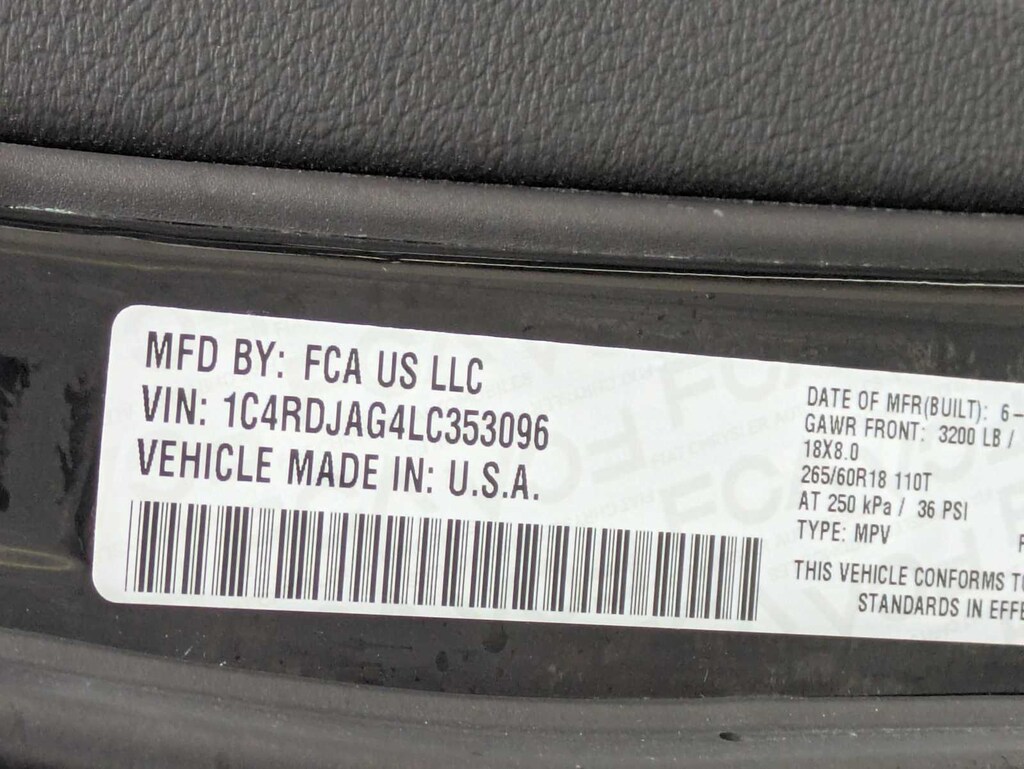 MFD BY: FCA US LLC
VIN: 1C4RDJAG4LC353096
VEHICLE MADE IN: U.S.A.
DATE OF MFR(BUILT): 6-
GAWR FRONT: 3200 LB /
18X8.0
265/60R18 110T
AT 250 kPa / 36 PSI
TYPE: MPV
THIS VEHICLE CONFORMS
STANDARDS IN